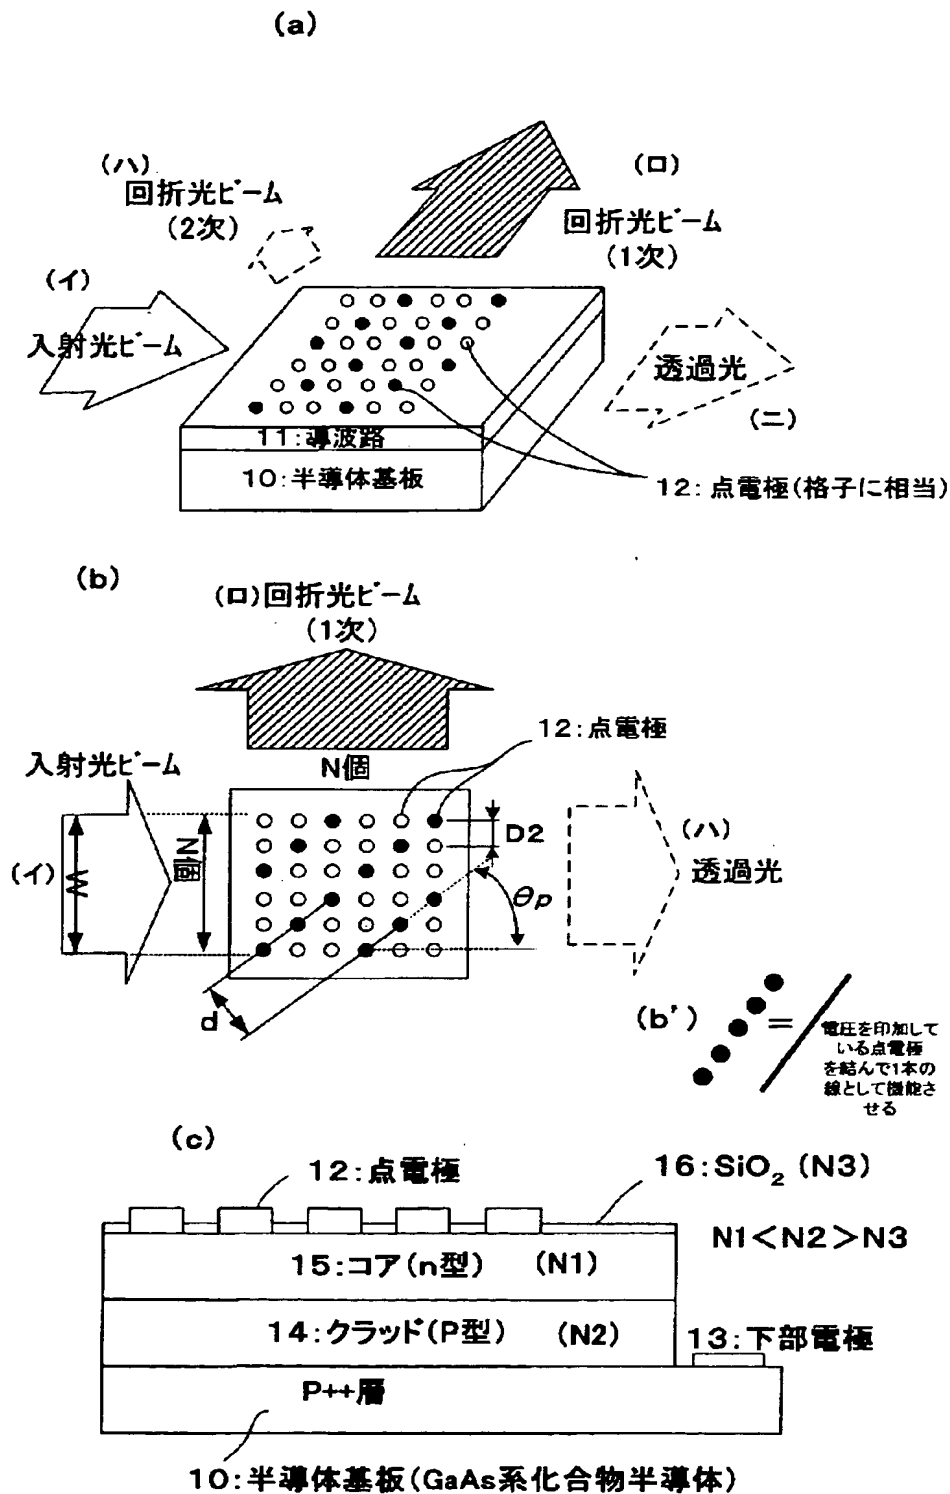 (a)
(ハ)
回折光ビーム
(2次)
(ロ)
回折光ビーム
(1次)
(イ)
入射光ビーム
透過光
(ニ)
11:導波路
10:半導体基板
12:点電極(格子に相当)
(b)
(ロ)回折光ビーム
(1次)
12:点電極
N個
入射光ビーム
(イ)
W
N個
D2
θp
d
(ハ)
透過光
(b')
=
電圧を印加して
いる点電極
を結んで1本の
線として機能さ
せる
(c)
12:点電極
16:SiO₂ (N3)
N1<N2>N3
15:コア(n型) (N1)
14:クラッド(P型) (N2)
13:下部電極
P++層
10:半導体基板(GaAs系化合物半導体)